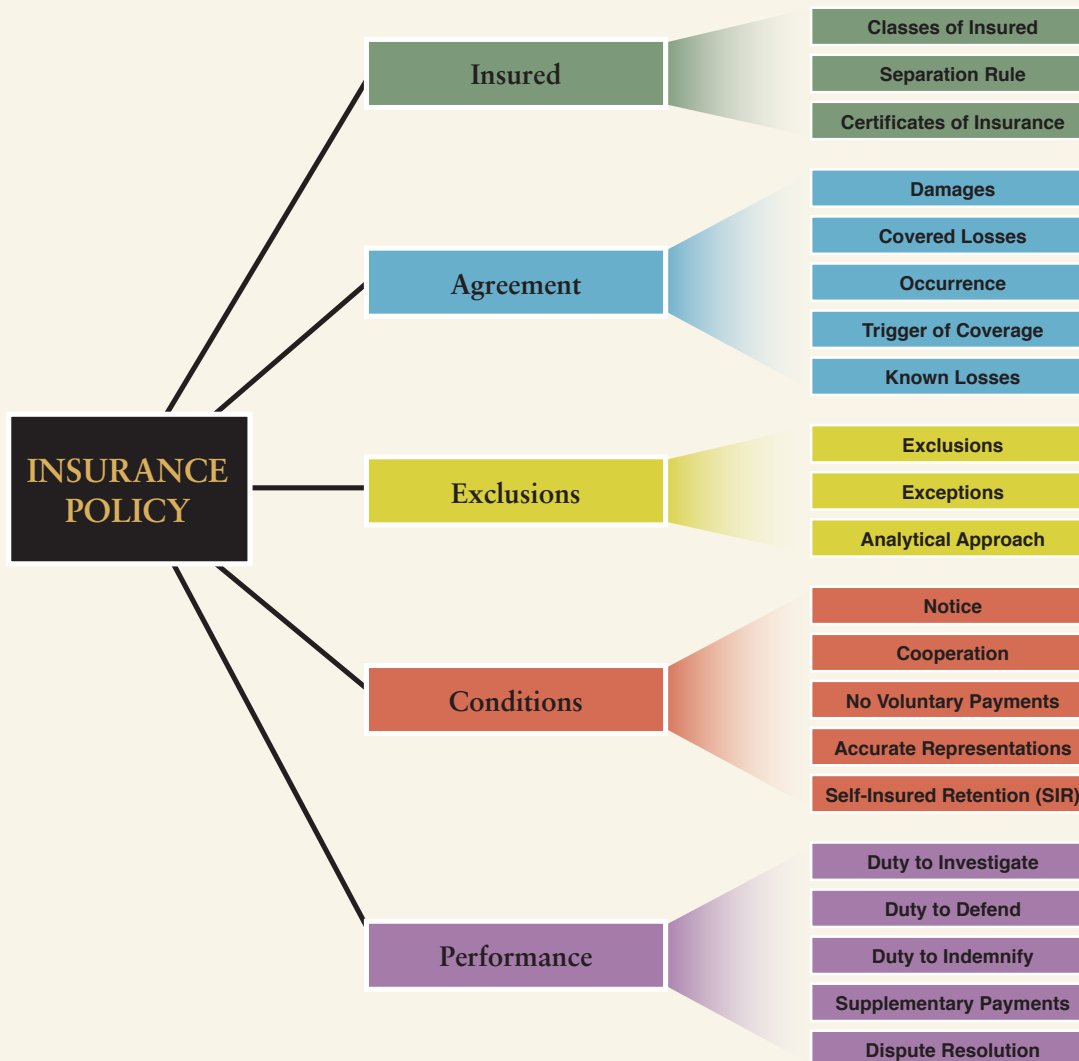 INSURANCE
POLICY
Insured
Classes of Insured
Separation Rule
Certificates of Insurance
Agreement
Damages
Covered Losses
Occurrence
Trigger of Coverage
Known Losses
Exclusions
Exclusions
Exceptions
Analytical Approach
Conditions
Notice
Cooperation
No Voluntary Payments
Accurate Representations
Self-Insured Retention (SIR)
Performance
Duty to Investigate
Duty to Defend
Duty to Indemnify
Supplementary Payments
Dispute Resolution